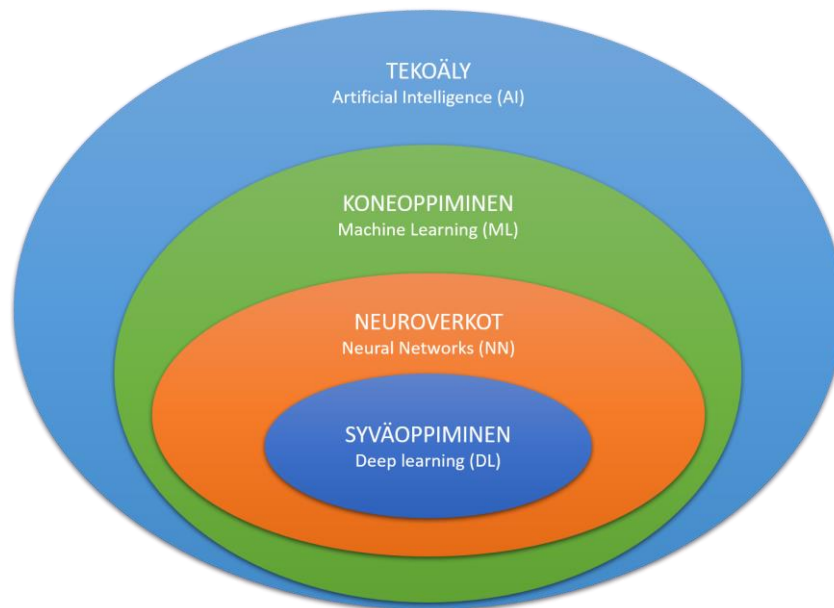 TEKOÄLY
Artificial Intelligence (AI)
KONEOPPIMINEN
Machine Learning (ML)
NEUROVERKOT
Neural Networks (NN)
SYVÄOPPIMINEN
Deep learning (DL)